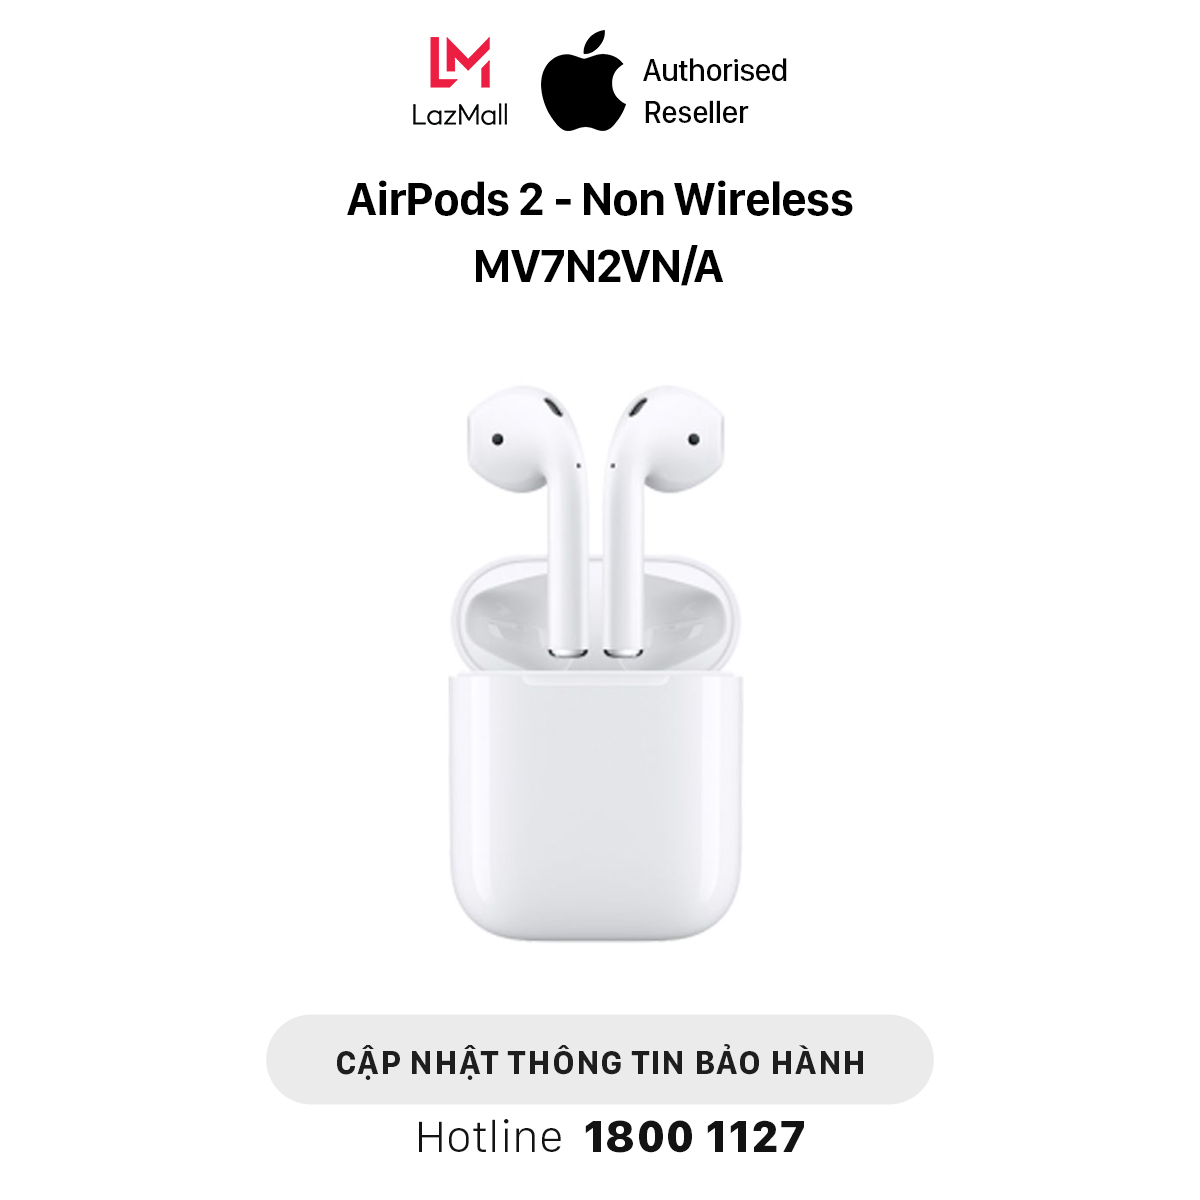 LM
LazMall
Authorised
Reseller
AirPods 2 - Non Wireless
MV7N2VN/A
CẬP NHẬT THÔNG TIN BẢO HÀNH
Hotline 1800 1127